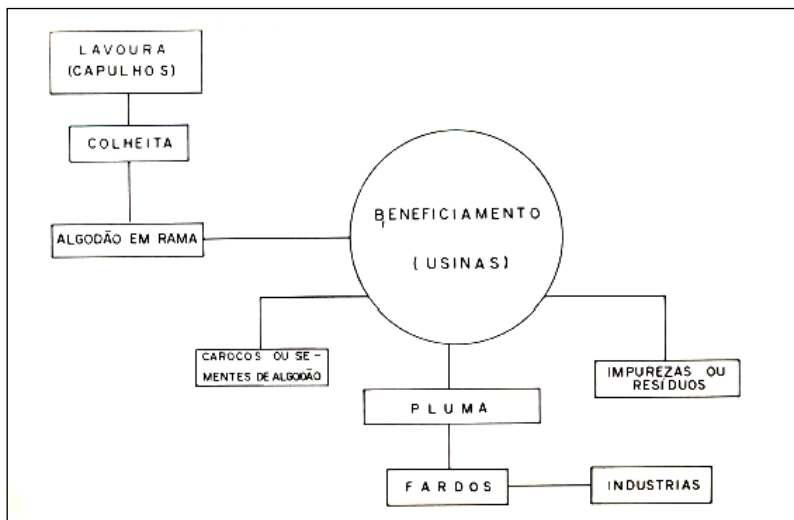 LAVOURA
(CAPULHOS)
COLHEITA
ALGODÃO EM RAMA
BENEFICIAMENTO
(USINAS)
CAROCOS OU SE-
MENTES DE ALGODÃO
IMPUREZAS OU
RESÍDUOS
PLUMA
FARDOS
INDUSTRIAS